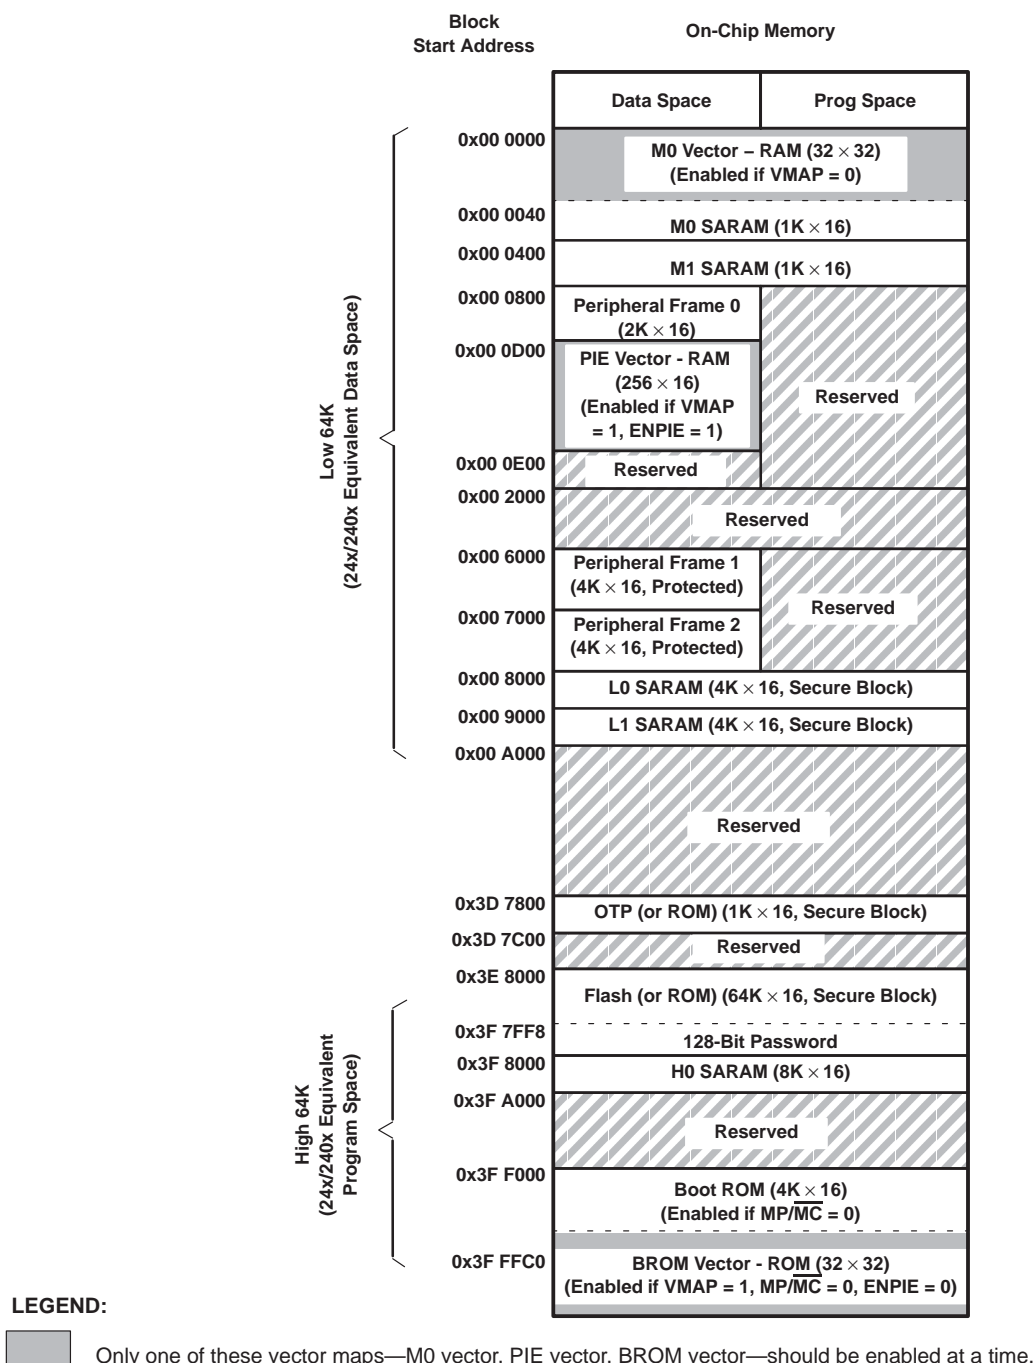 Block
Start Address
On-Chip Memory
Data Space
Prog Space
0x00 0000
M0 Vector – RAM (32 × 32)
(Enabled if VMAP = 0)
0x00 0040
M0 SARAM (1K × 16)
0x00 0400
M1 SARAM (1K × 16)
0x00 0800
Peripheral Frame 0
(2K × 16)
0x00 0D00
PIE Vector - RAM
(256 × 16)
(Enabled if VMAP
= 1, ENPIE = 1)
Reserved
0x00 0E00
Reserved
0x00 2000
Reserved
Low 64K
(24x/240x Equivalent Data Space)
0x00 6000
Peripheral Frame 1
(4K × 16, Protected)
Reserved
0x00 7000
Peripheral Frame 2
(4K × 16, Protected)
0x00 8000
L0 SARAM (4K × 16, Secure Block)
0x00 9000
L1 SARAM (4K × 16, Secure Block)
0x00 A000
Reserved
0x3D 7800
OTP (or ROM) (1K × 16, Secure Block)
0x3D 7C00
Reserved
0x3E 8000
Flash (or ROM) (64K × 16, Secure Block)
0x3F 7FF8
128-Bit Password
0x3F 8000
H0 SARAM (8K × 16)
0x3F A000
Reserved
High 64K
(24x/240x Equivalent
Program Space)
0x3F F000
Boot ROM (4K × 16)
(Enabled if MP/M̅C̅ = 0)
0x3F FFC0
BROM Vector - ROM (32 × 32)
(Enabled if VMAP = 1, MP/M̅C̅ = 0, ENPIE = 0)
LEGEND:
Only one of these vector maps—M0 vector, PIE vector, BROM vector—should be enabled at a time.